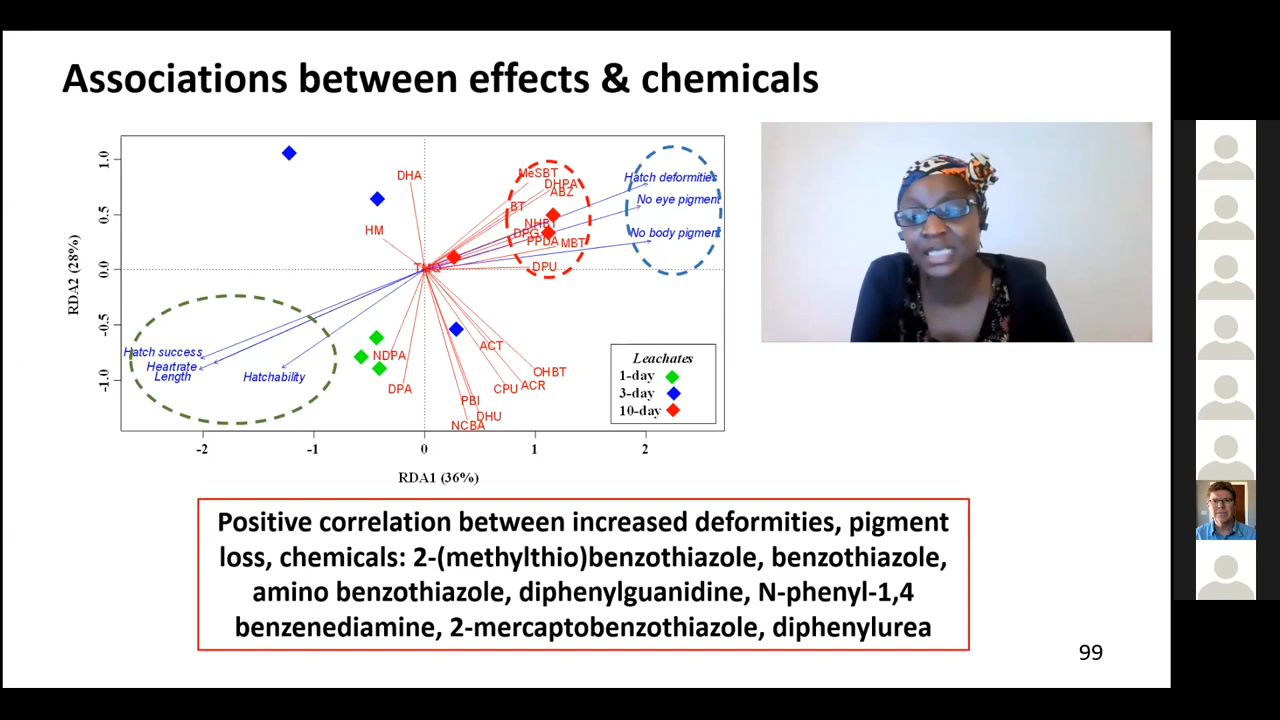 Associations between effects & chemicals
RDA2 (28%)
1.0
0.5
0.0
-0.5
-1.0
DHA
HM
TMQ
MeSBT
DHPA
ABZ
BT
NHBT
DPG
PPDA
MBT
DPU
Hatch deformities
No eye pigment
No body pigment
Hatch success
Heartrate
Length
Hatchability
NDPA
DPA
ACT
OHBT
ACR
CPU
PBI
DHU
NCBA
Leachates
1-day
3-day
10-day
-2
-1
0
1
2
RDA1 (36%)
Positive correlation between increased deformities, pigment
loss, chemicals: 2-(methylthio)benzothiazole, benzothiazole,
amino benzothiazole, diphenylguanidine, N-phenyl-1,4
benzenediamine, 2-mercaptobenzothiazole, diphenylurea
99